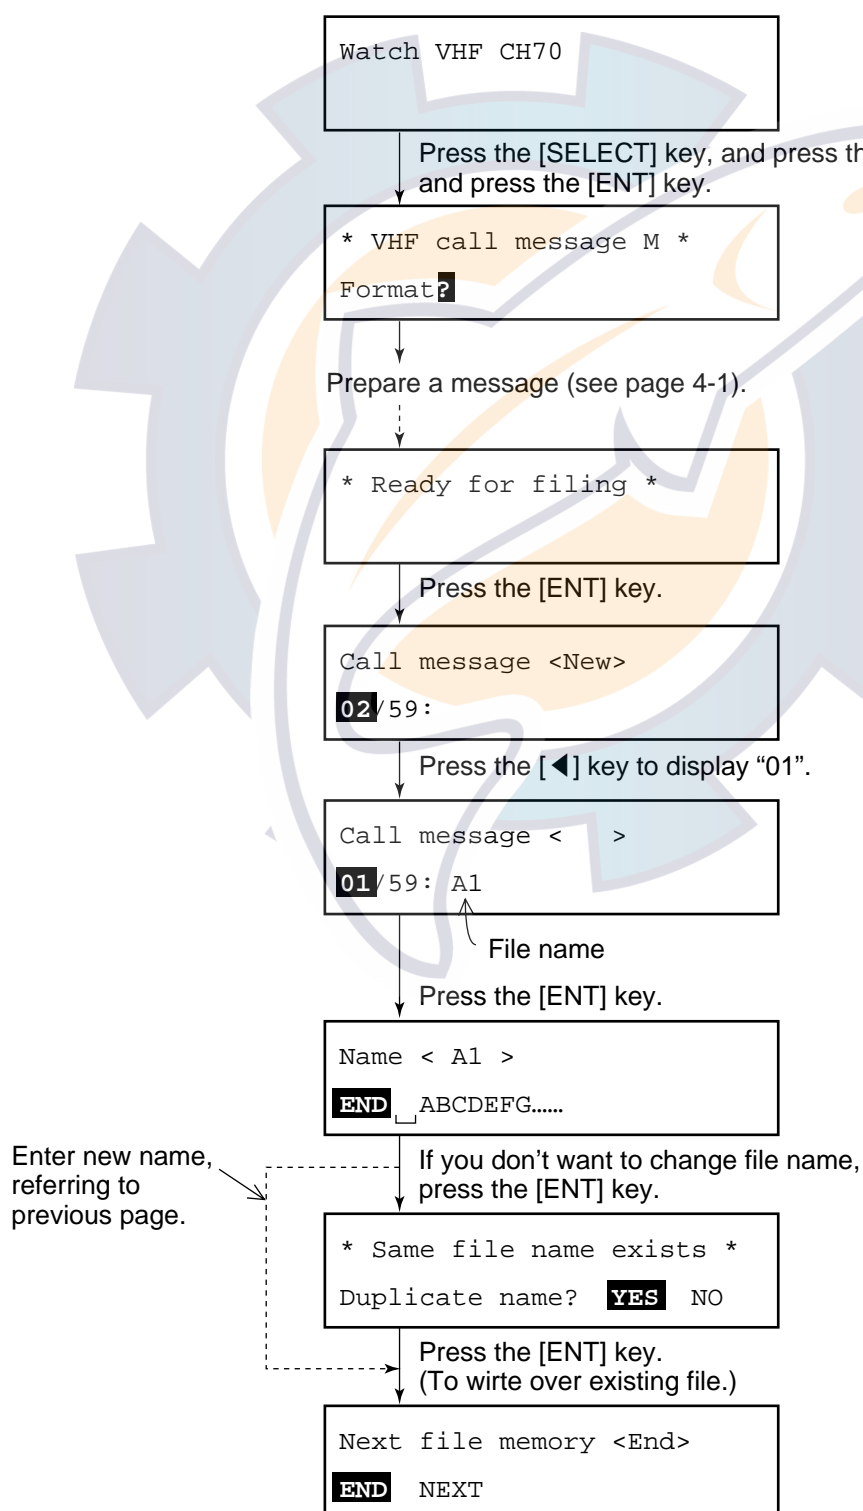 Watch VHF CH70
Press the [SELECT] key, and press
and press the [ENT] key.
* VHF call message M *
Format?
Prepare a message (see page 4-1).
* Ready for filing *
Press the [ENT] key.
Call message <New>
02/59:
Press the [◀] key to display “01”.
Call message <   >
01/59: A1
File name
Press the [ENT] key.
Name < A1 >
END ␣ABCDEFG……
Enter new name,
referring to
previous page.
If you don’t want to change file name,
press the [ENT] key.
* Same file name exists *
Duplicate name? YES NO
Press the [ENT] key.
(To wirte over existing file.)
Next file memory <End>
END NEXT